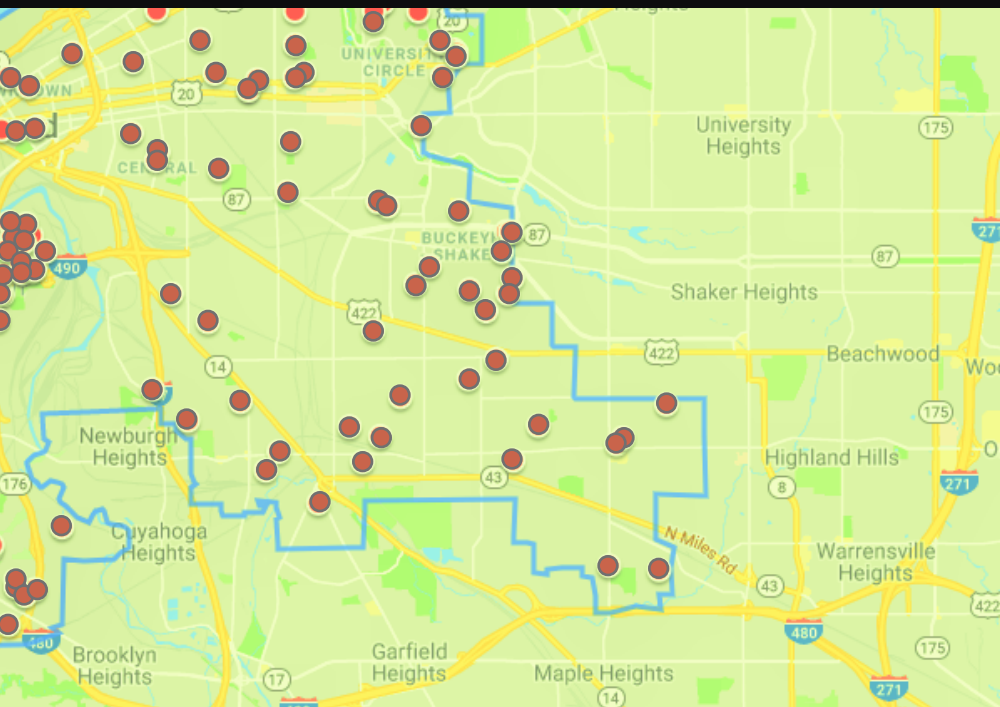 Heights
20
UNIVERSITY
CIRCLE
20
175
University
Heights
CENTRAL
87
87
271
BUCKEYE
SHAKER
87
490
Shaker Heights
422
422
Beachwood
14
175
Newburgh
Heights
43
Highland Hills
176
8
271
Cuyahoga
Heights
N Miles Rd
Warrensville
Heights
43
422
480
480
175
Brooklyn
Heights
Garfield
Heights
17
Maple Heights
14
271